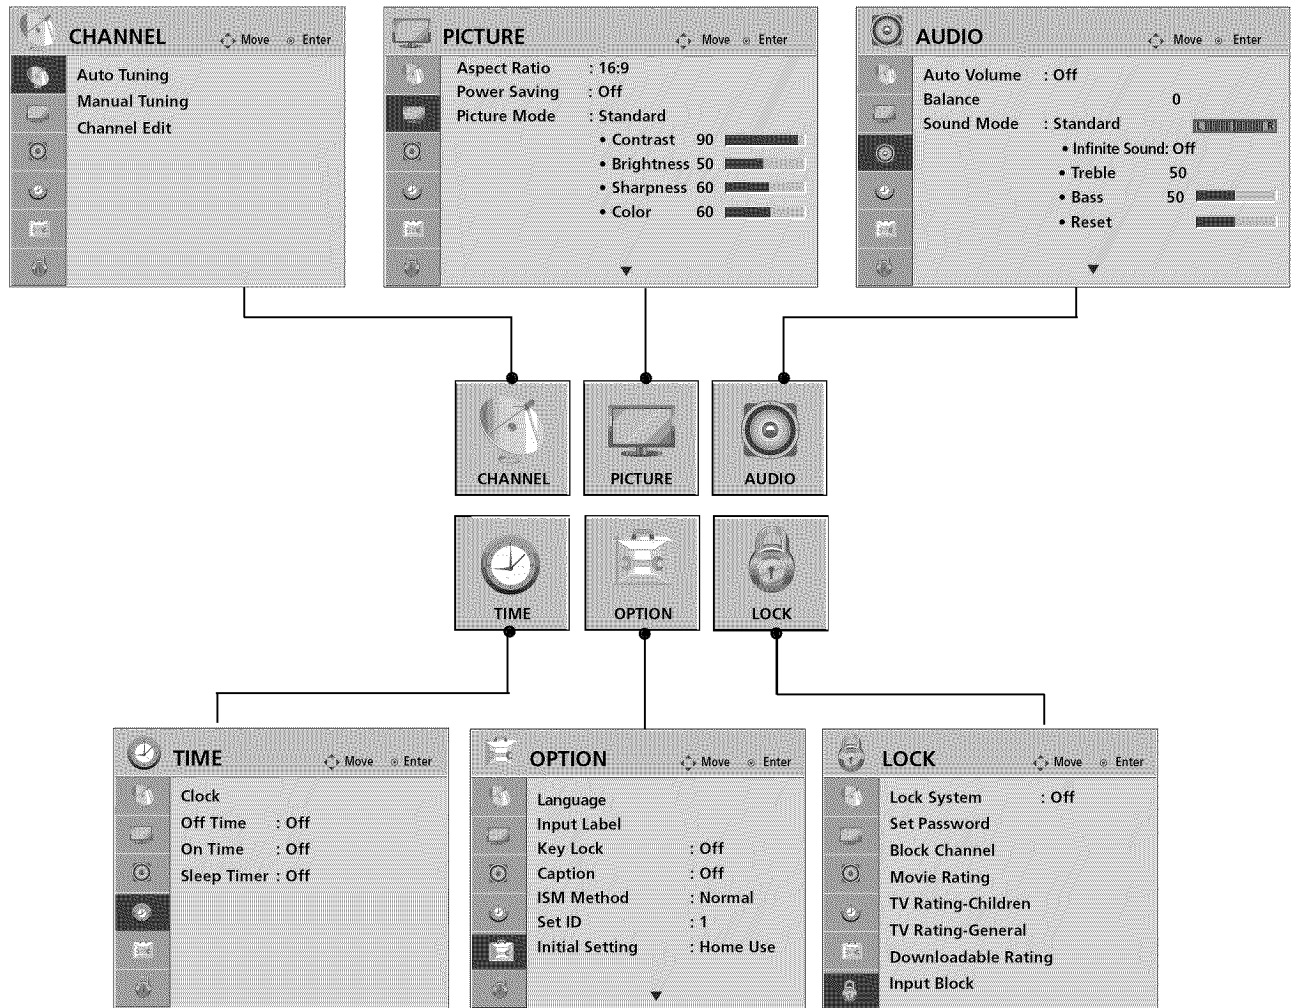 CHANNEL Move Enter
Auto Tuning
Manual Tuning
Channel Edit
PICTURE Move Enter
Aspect Ratio : 16:9
Power Saving : Off
Picture Mode : Standard
• Contrast 90
• Brightness 50
• Sharpness 60
• Color 60
▼
AUDIO Move Enter
Auto Volume : Off
Balance 0
Sound Mode : Standard L R
• Infinite Sound: Off
• Treble 50
• Bass 50
• Reset
▼
CHANNEL
PICTURE
AUDIO
TIME
OPTION
LOCK
TIME Move Enter
Clock
Off Time : Off
On Time : Off
Sleep Timer : Off
OPTION Move Enter
Language
Input Label
Key Lock : Off
Caption : Off
ISM Method : Normal
Set ID : 1
Initial Setting : Home Use
▼
LOCK Move Enter
Lock System : Off
Set Password
Block Channel
Movie Rating
TV Rating-Children
TV Rating-General
Downloadable Rating
Input Block